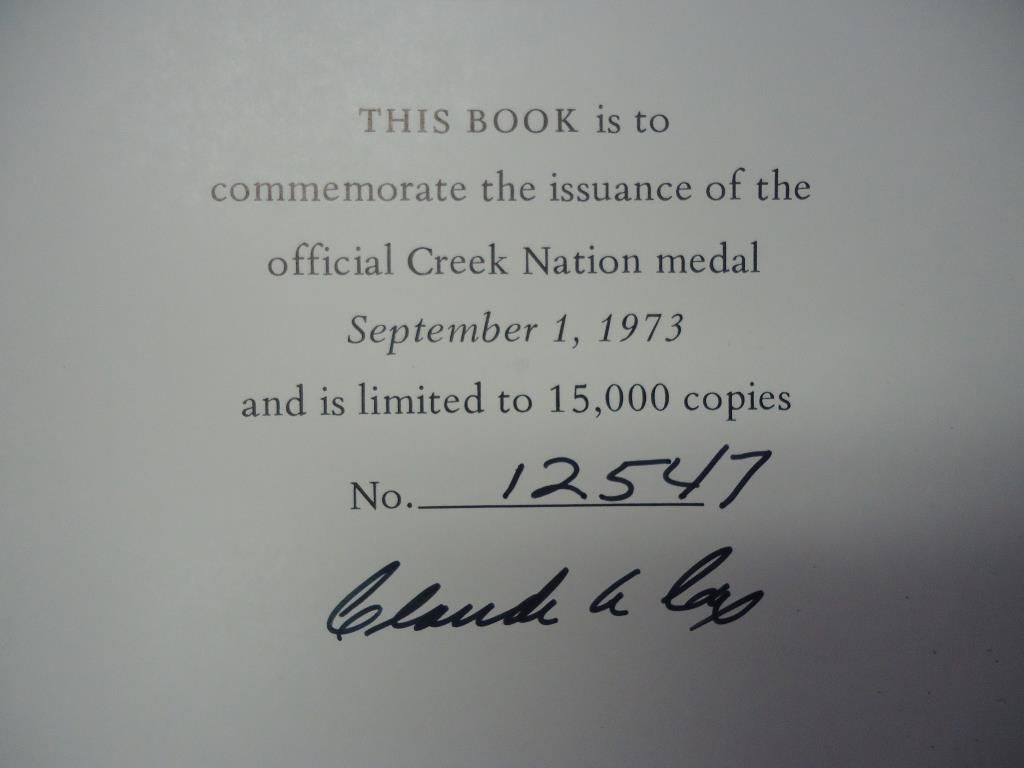 THIS BOOK is to
commemorate the issuance of the
official Creek Nation medal
September 1, 1973
and is limited to 15,000 copies
No. 12547
Claude A Cox